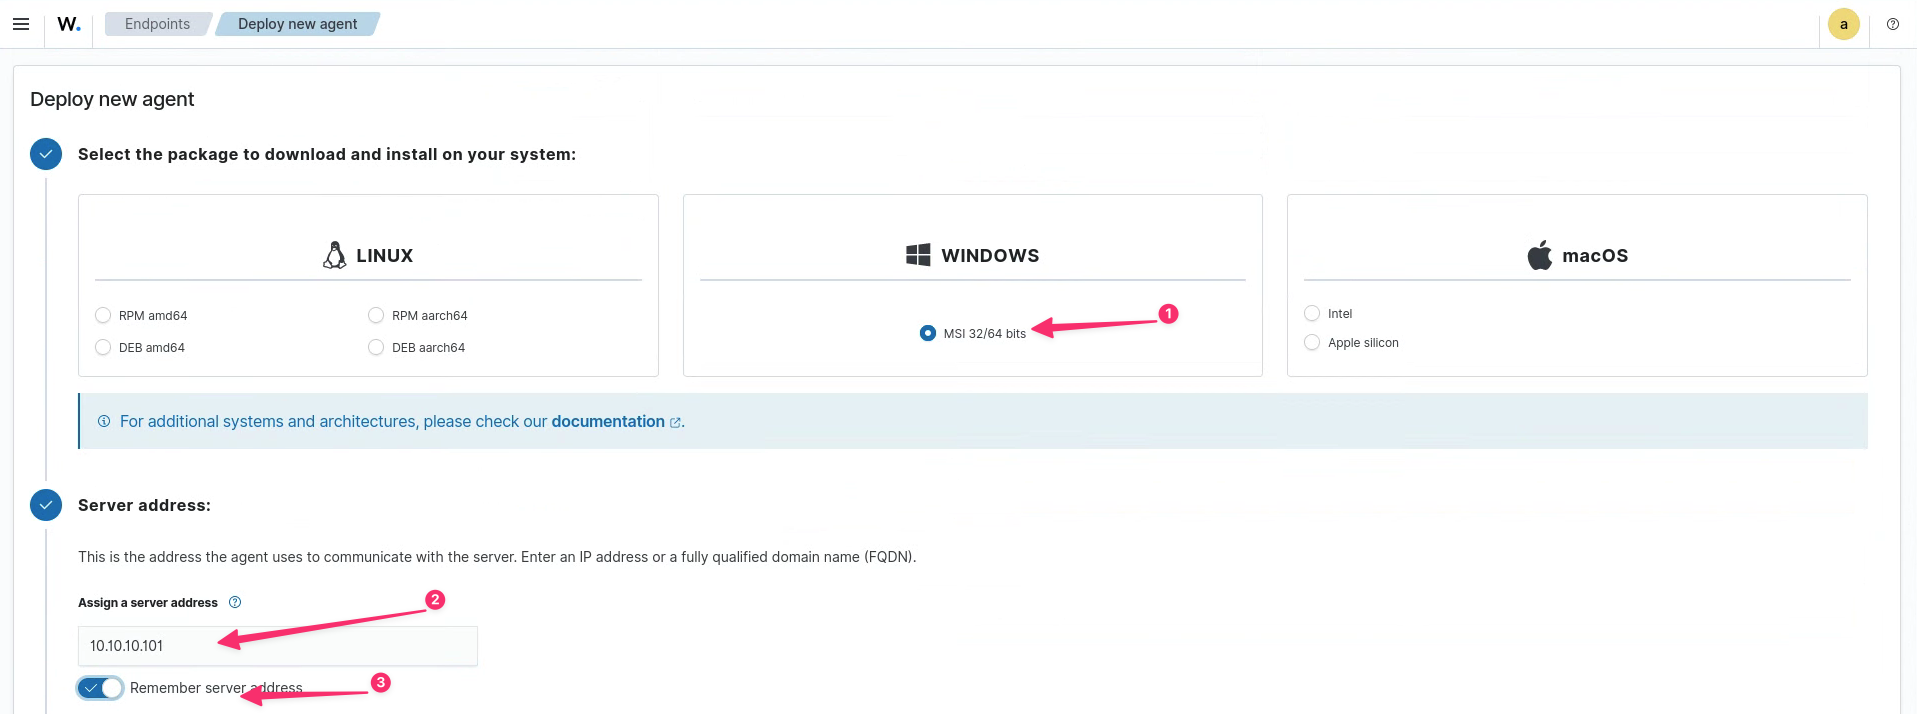 W. Endpoints Deploy new agent a
Deploy new agent
Select the package to download and install on your system:
LINUX
RPM amd64 RPM aarch64
DEB amd64 DEB aarch64
WINDOWS
MSI 32/64 bits 1
macOS
Intel
Apple silicon
For additional systems and architectures, please check our documentation.
Server address:
This is the address the agent uses to communicate with the server. Enter an IP address or a fully qualified domain name (FQDN).
Assign a server address ? 2
10.10.10.101
Remember server address 3